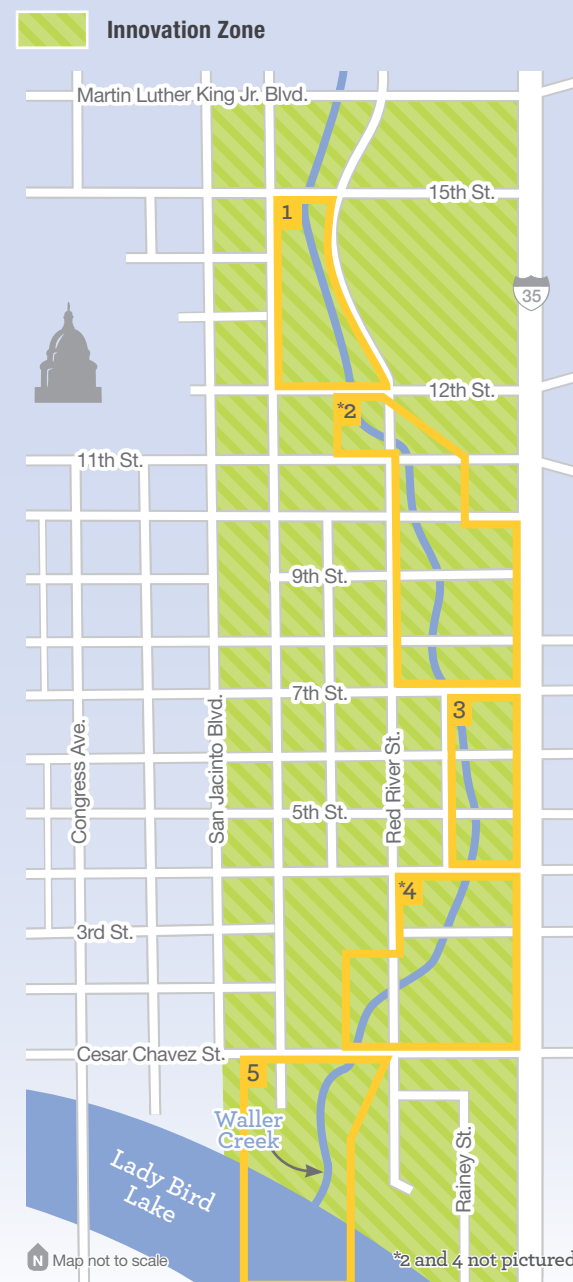 Innovation Zone
Martin Luther King Jr. Blvd.
15th St.
1
35
12th St.
*2
11th St.
9th St.
7th St.
3
Congress Ave.
San Jacinto Blvd.
Red River St.
5th St.
*4
3rd St.
Cesar Chavez St.
5
Waller
Creek
Rainey St.
Lady Bird
Lake
N
Map not to scale
*2 and 4 not pictured